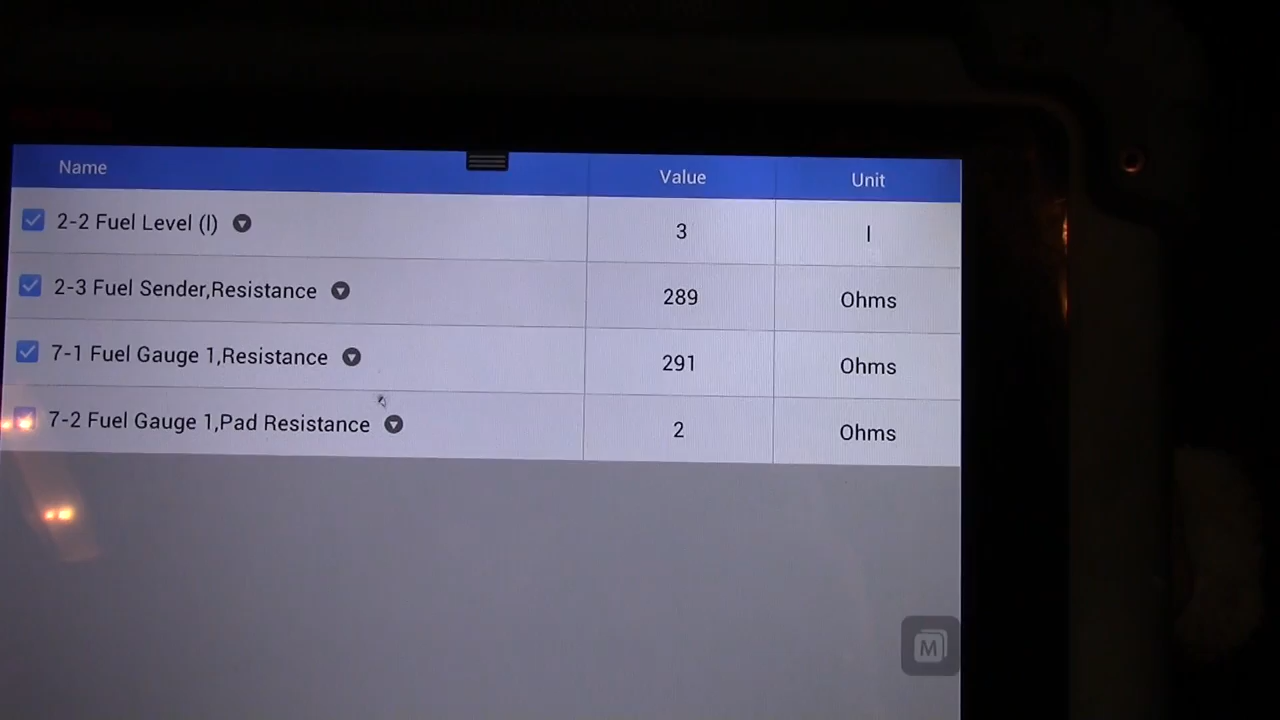 Name Value Unit
2-2 Fuel Level (l) 3 l
2-3 Fuel Sender,Resistance 289 Ohms
7-1 Fuel Gauge 1,Resistance 291 Ohms
7-2 Fuel Gauge 1,Pad Resistance 2 Ohms
M